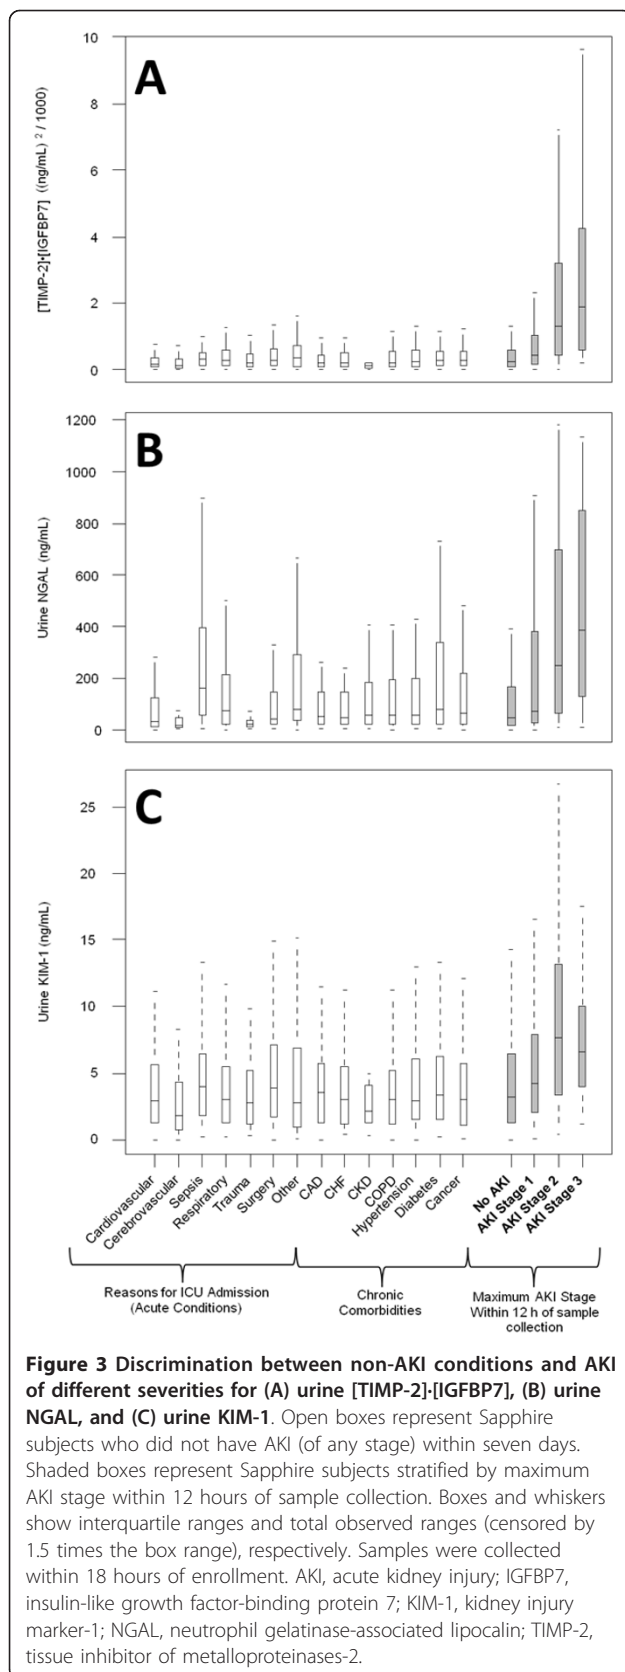 A
[TIMP-2]·[IGFBP7] ((ng/mL) 2 / 1000)
10
8
6
4
2
0
B
Urine NGAL (ng/mL)
1200
1000
800
600
400
200
0
C
Urine KIM-1 (ng/mL)
25
20
15
10
5
0
Cardiovascular
Cerebrovascular
Sepsis
Respiratory
Trauma
Surgery
Other
CAD
CHF
CKD
COPD
Hypertension
Diabetes
Cancer
No AKI
AKI Stage 1
AKI Stage 2
AKI Stage 3
Reasons for ICU Admission
(Acute Conditions)
Chronic
Comorbidities
Maximum AKI Stage
Within 12 h of sample
collection
Figure 3 Discrimination between non-AKI conditions and AKI
of different severities for (A) urine [TIMP-2]·[IGFBP7], (B) urine
NGAL, and (C) urine KIM-1. Open boxes represent Sapphire
subjects who did not have AKI (of any stage) within seven days.
Shaded boxes represent Sapphire subjects stratified by maximum
AKI stage within 12 hours of sample collection. Boxes and whiskers
show interquartile ranges and total observed ranges (censored by
1.5 times the box range), respectively. Samples were collected
within 18 hours of enrollment. AKI, acute kidney injury; IGFBP7,
insulin-like growth factor-binding protein 7; KIM-1, kidney injury
marker-1; NGAL, neutrophil gelatinase-associated lipocalin; TIMP-2,
tissue inhibitor of metalloproteinases-2.